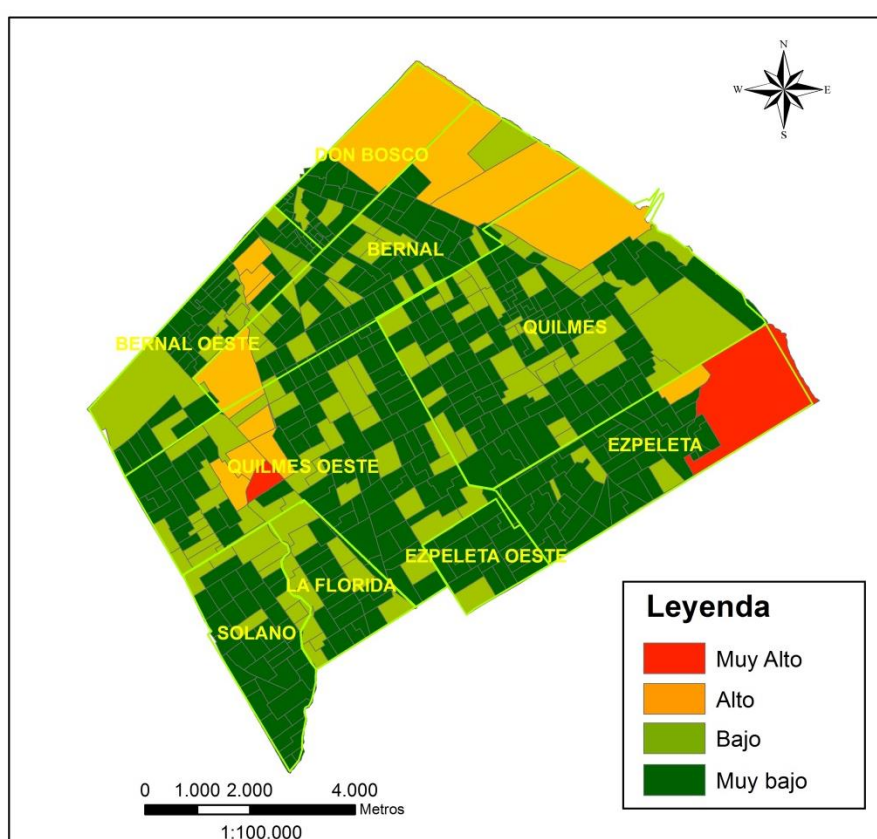 N
W E
S
DON BOSCO
BERNAL
QUILMES
BERNAL OESTE
EZPELETA
QUILMES OESTE
EZPELETA OESTE
LA FLORIDA
SOLANO
Leyenda
Muy Alto
Alto
Bajo
Muy bajo
0 1.000 2.000 4.000
Metros
1:100.000